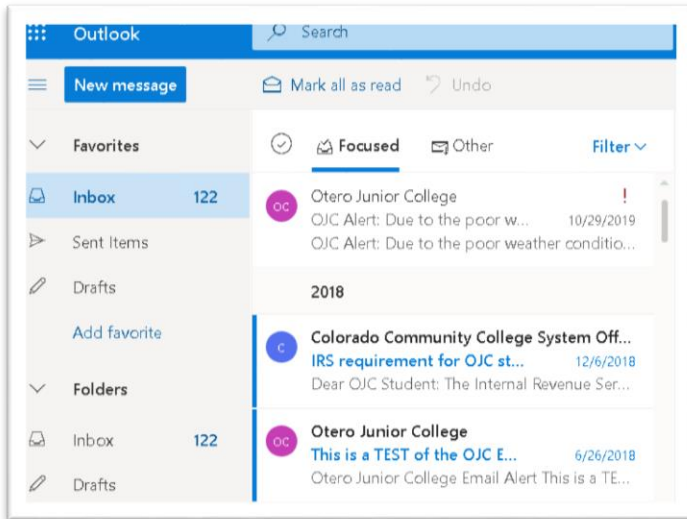 Outlook
Search
New message
Mark all as read
Undo
Favorites
Focused
Other
Filter
Inbox 122
Sent Items
Drafts
Add favorite
Folders
Inbox 122
Drafts
OC
Otero Junior College !
OJC Alert: Due to the poor w... 10/29/2019
OJC Alert: Due to the poor weather conditio...
2018
C
Colorado Community College System Off...
IRS requirement for OJC st... 12/6/2018
Dear OJC Student: The Internal Revenue Ser...
OC
Otero Junior College
This is a TEST of the OJC E... 6/26/2018
Otero Junior College Email Alert This is a TE...